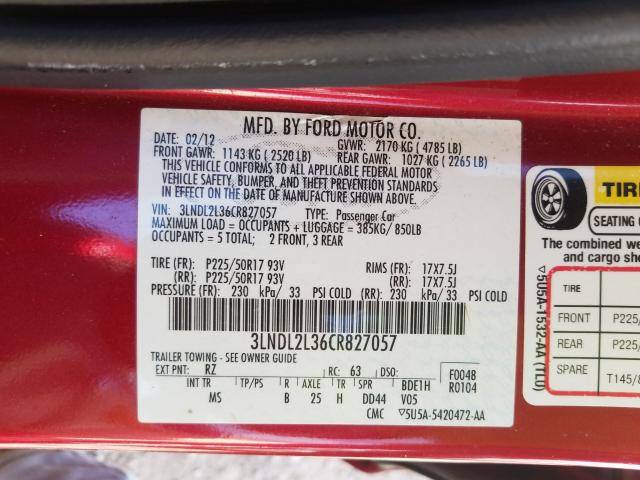 MFD. BY FORD MOTOR CO.
02/12
GVWR: 2170 KG ( 4785 LB)
FRONT GAWR: 1143 KG ( 2520 LB)
REAR GAWR: 1027 KG ( 2265 LB)
THIS VEHICLE CONFORMS TO ALL APPLICABLE FEDERAL MOTOR
VEHICLE SAFETY, BUMPER, AND THEFT PREVENTION STANDARDS
IN EFFECT ON THE DATE OF MANUFACTURE SHOWN ABOVE.
VIN: 3LNDL2L36CR827057 TYPE: Passenger Car
MAXIMUM LOAD = OCCUPANTS + LUGGAGE = 385KG/ 850LB
OCCUPANTS = 5 TOTAL; 2 FRONT, 3 REAR
TIRE (FR): P225/50R17 93V RIMS (FR): 17X7.5J
(RR): P225/50R17 93V (RR): 17X7.5J
PRESSURE (FR): 230 kPa/ 33 PSI COLD (RR): 230 kPa/ 33 PSI COLD
3LNDL2L36CR827057
TRAILER TOWING - SEE OWNER GUIDE
EXT PNT: RZ RC: 63 DSO: F0048
INT TR TP/PS R AXLE TR SPR BDE1H R0104
MS B 25 H DD44 V05
CMC ▽5U5A-5420472-AA
TIRE
SEATING
The combined we
and cargo sho
TIRE
FRONT P225/
REAR P225/
SPARE T145/8
▽5U5A-1532-AA (TL0)